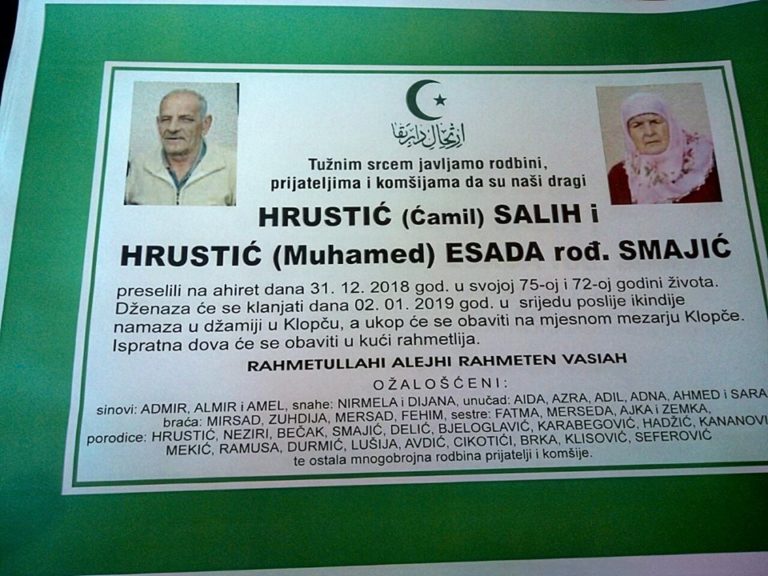 ارتحال دار بقا
Tužnim srcem javljamo rodbini,
prijateljima i komšijama da su naši dragi
HRUSTIĆ (Ćamil) SALIH i
HRUSTIĆ (Muhamed) ESADA rođ. SMAJIĆ
preselili na ahiret dana 31. 12. 2018 god. u svojoj 75-oj i 72-oj godini života.
Dženaza će se klanjati dana 02. 01. 2019 god. u srijedu poslije ikindije
namaza u džamiji u Klopču, a ukop će se obaviti na mjesnom mezarju Klopče.
Ispratna dova će se obaviti u kući rahmetlija.
RAHMETULLAHI ALEJHI RAHMETEN VASIAH
OŽALOŠĆENI:
sinovi: ADMIR, ALMIR i AMEL, snahe: NIRMELA i DIJANA, unučad: AIDA, AZRA, ADIL, ADNA, AHMED i SARA
braća: MIRSAD, ZUHDIJA, MERSAD, FEHIM, sestre: FATMA, MERSEDA, AJKA i ZEMKA,
porodice: HRUSTIĆ, NEZIRI, BEČAK, SMAJIĆ, DELIĆ, BJELOGLAVIĆ, KARABEGOVIĆ, HADŽIĆ, KANANOVI
MEKIĆ, RAMUSA, DURMIĆ, LUŠIJA, AVDIĆ, CIKOTIĆI, BRKA, KLISOVIĆ, SEFEROVIĆ
te ostala mnogobrojna rodbina prijatelji i komšije.